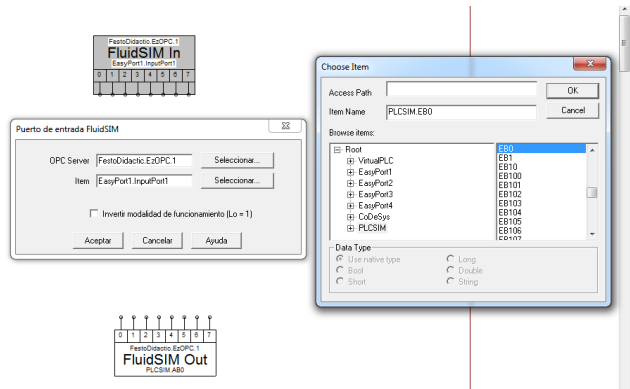 FestoDidactic.EzOPC.1
FluidSIM In
EasyPort1.InputPort1
0 1 2 3 4 5 6 7
Puerto de entrada FluidSIM
OPC Server FestoDidactic.EzOPC.1 Seleccionar...
Item EasyPort1.InputPort1 Seleccionar...
Invertir modalidad de funcionamiento (Lo = 1)
Aceptar Cancelar Ayuda
Choose Item
Access Path OK
Item Name PLCSIM.EB0 Cancel
Browse items:
Root
VirtualPLC
EasyPort1
EasyPort2
EasyPort3
EasyPort4
CoDeSys
PLCSIM
EB0
EB1
EB10
EB100
EB101
EB102
EB103
EB104
EB105
EB106
EB107
Data Type
Use native type Long
Bool Double
Short String
0 1 2 3 4 5 6 7
FestoDidactic.EzOPC.1
FluidSIM Out
PLCSIM.AB0